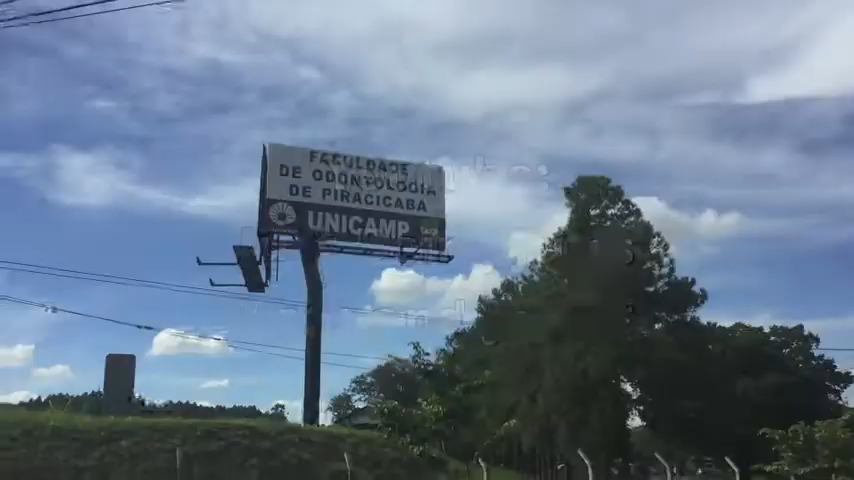 FACULDADE
DE ODONTOLOGIA
DE PIRACICABA
UNICAMP